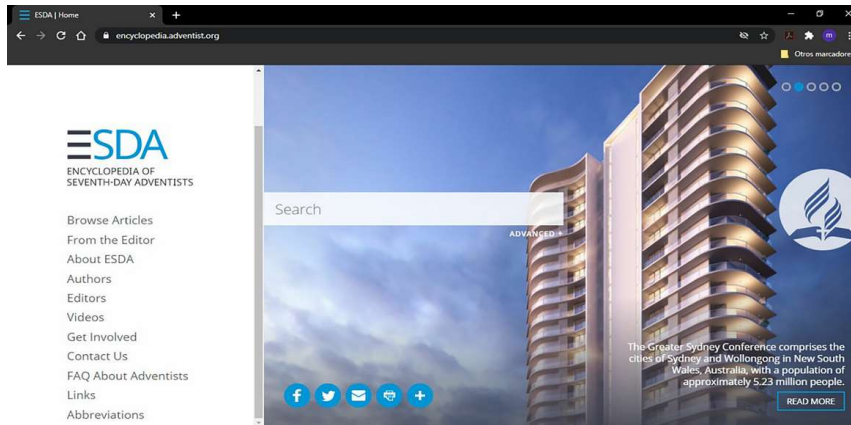 ESDA | Home
encyclopedia.adventist.org
m
Otros marcadores
ESDA
ENCYCLOPEDIA OF
SEVENTH-DAY ADVENTISTS
Browse Articles
From the Editor
About ESDA
Authors
Editors
Videos
Get Involved
Contact Us
FAQ About Adventists
Links
Abbreviations
Search
ADVANCED +
The Greater Sydney Conference comprises the
cities of Sydney and Wollongong in New South
Wales, Australia, with a population of
approximately 5.23 million people.
READ MORE